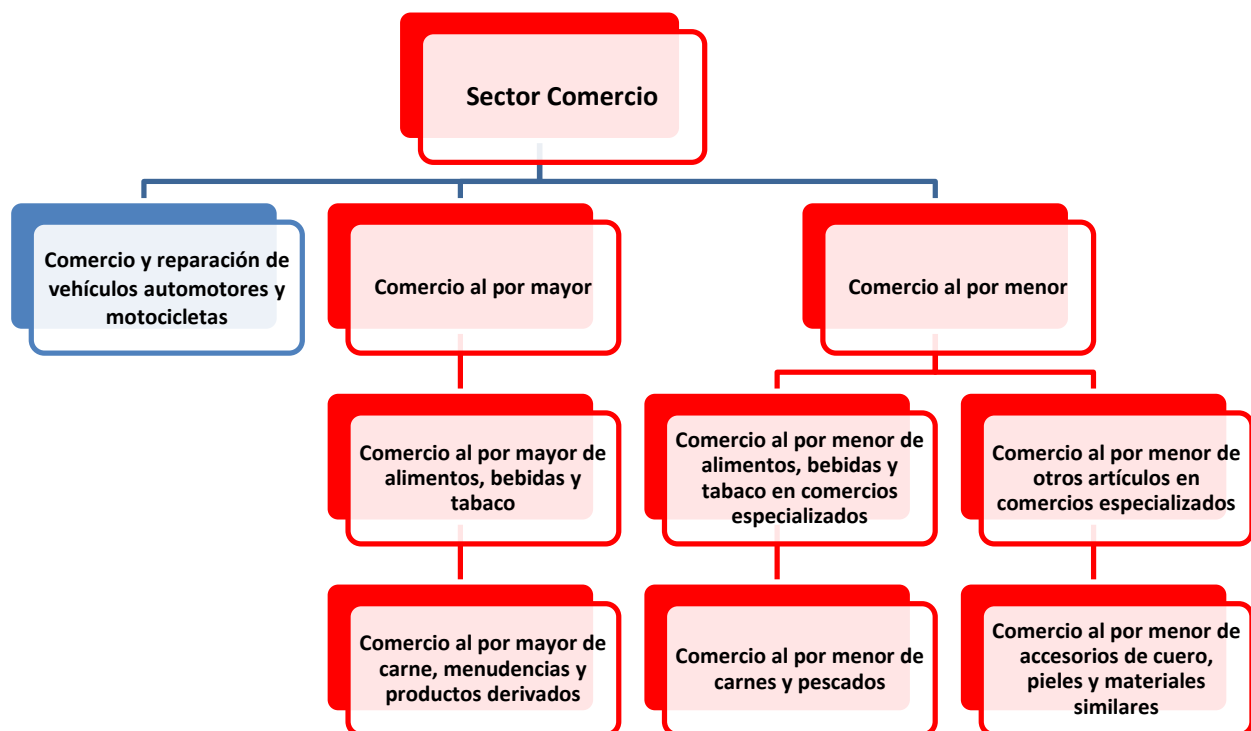 Sector Comercio
Comercio y reparación de
vehículos automotores y
motocicletas
Comercio al por mayor
Comercio al por menor
Comercio al por mayor de
alimentos, bebidas y
tabaco
Comercio al por menor de
alimentos, bebidas y
tabaco en comercios
especializados
Comercio al por menor de
otros artículos en
comercios especializados
Comercio al por mayor de
carne, menudencias y
productos derivados
Comercio al por menor de
carnes y pescados
Comercio al por menor de
accesorios de cuero,
pieles y materiales
similares